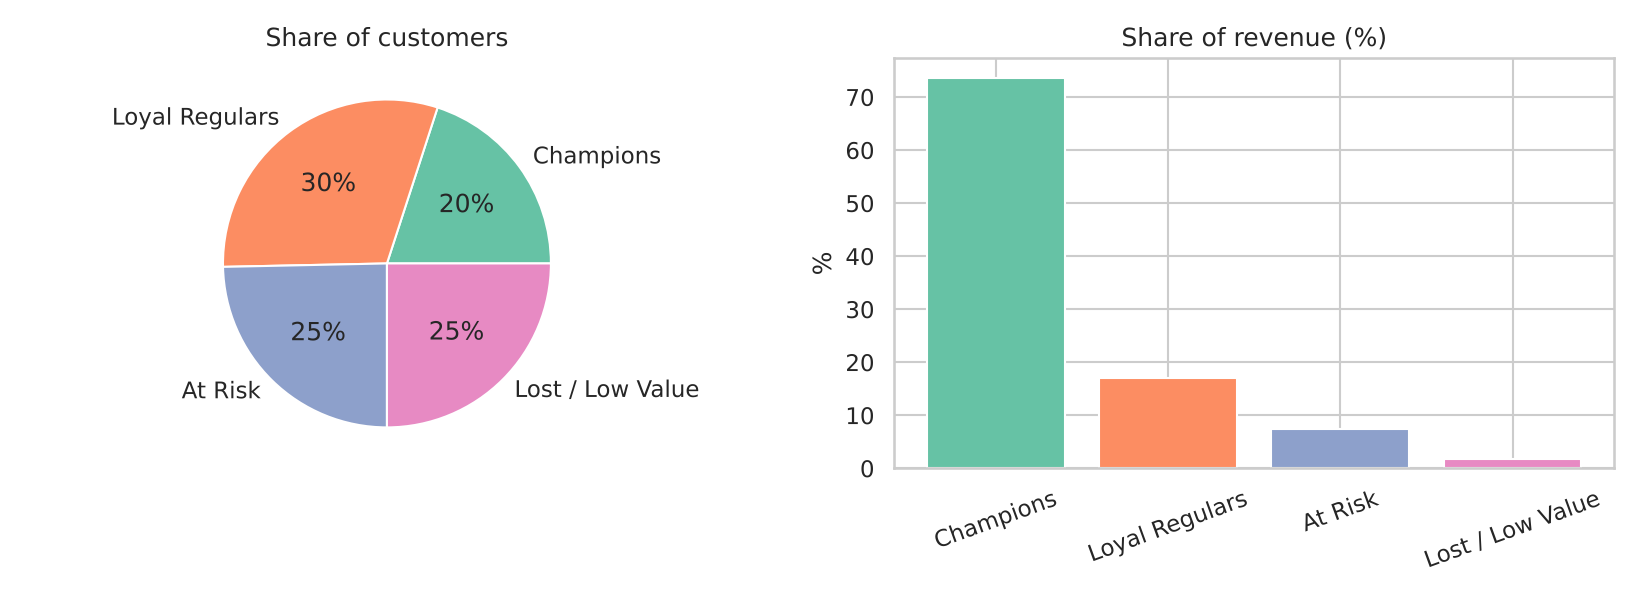 Share of customers
Loyal Regulars
Champions
30%
20%
25%
25%
At Risk
Lost / Low Value
Share of revenue (%)
%
70
60
50
40
30
20
10
0
Champions
Loyal Regulars
At Risk
Lost / Low Value